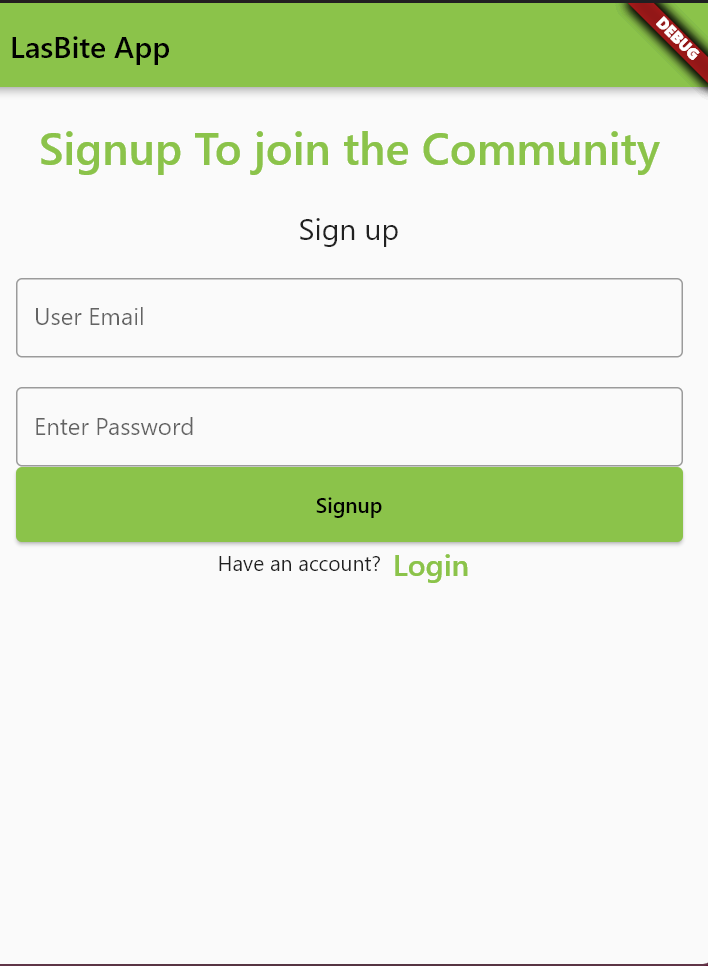 LasBite App
DEBUG
Signup To join the Community
Sign up
User Email
Enter Password
Signup
Have an account? Login